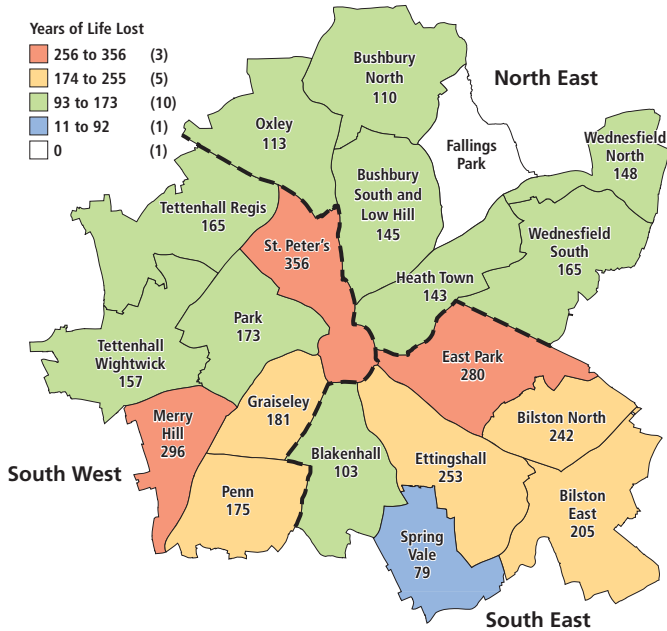 Years of Life Lost
256 to 356 (3)
174 to 255 (5)
93 to 173 (10)
11 to 92 (1)
0 (1)
Bushbury
North
110
North East
Oxley
113
Fallings
Park
Wednesfield
North
148
Bushbury
South and
Low Hill
145
Tettenhall Regis
165
St. Peter's
356
Wednesfield
South
165
Heath Town
143
Park
173
Tettenhall
Wightwick
157
East Park
280
Graiseley
181
Merry
Hill
296
Bilston North
242
South West
Blakenhall
103
Ettingshall
253
Penn
175
Bilston
East
205
Spring
Vale
79
South East